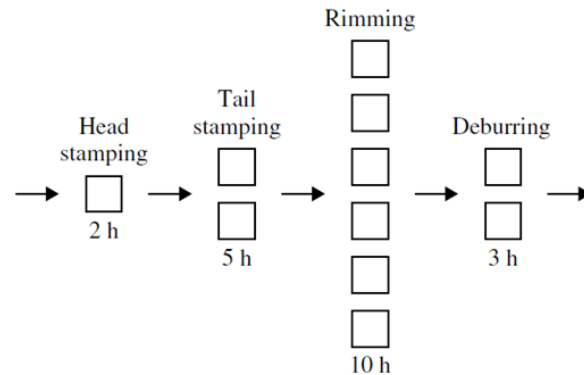 Rimming
Tail
stamping
Head
stamping
Deburring
2 h
5 h
3 h
10 h